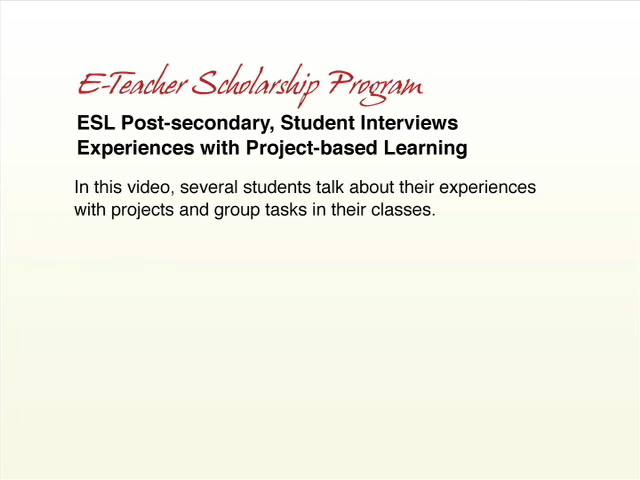 E-Teacher Scholarship Program
ESL Post-secondary, Student Interviews
Experiences with Project-based Learning
In this video, several students talk about their experiences
with projects and group tasks in their classes.